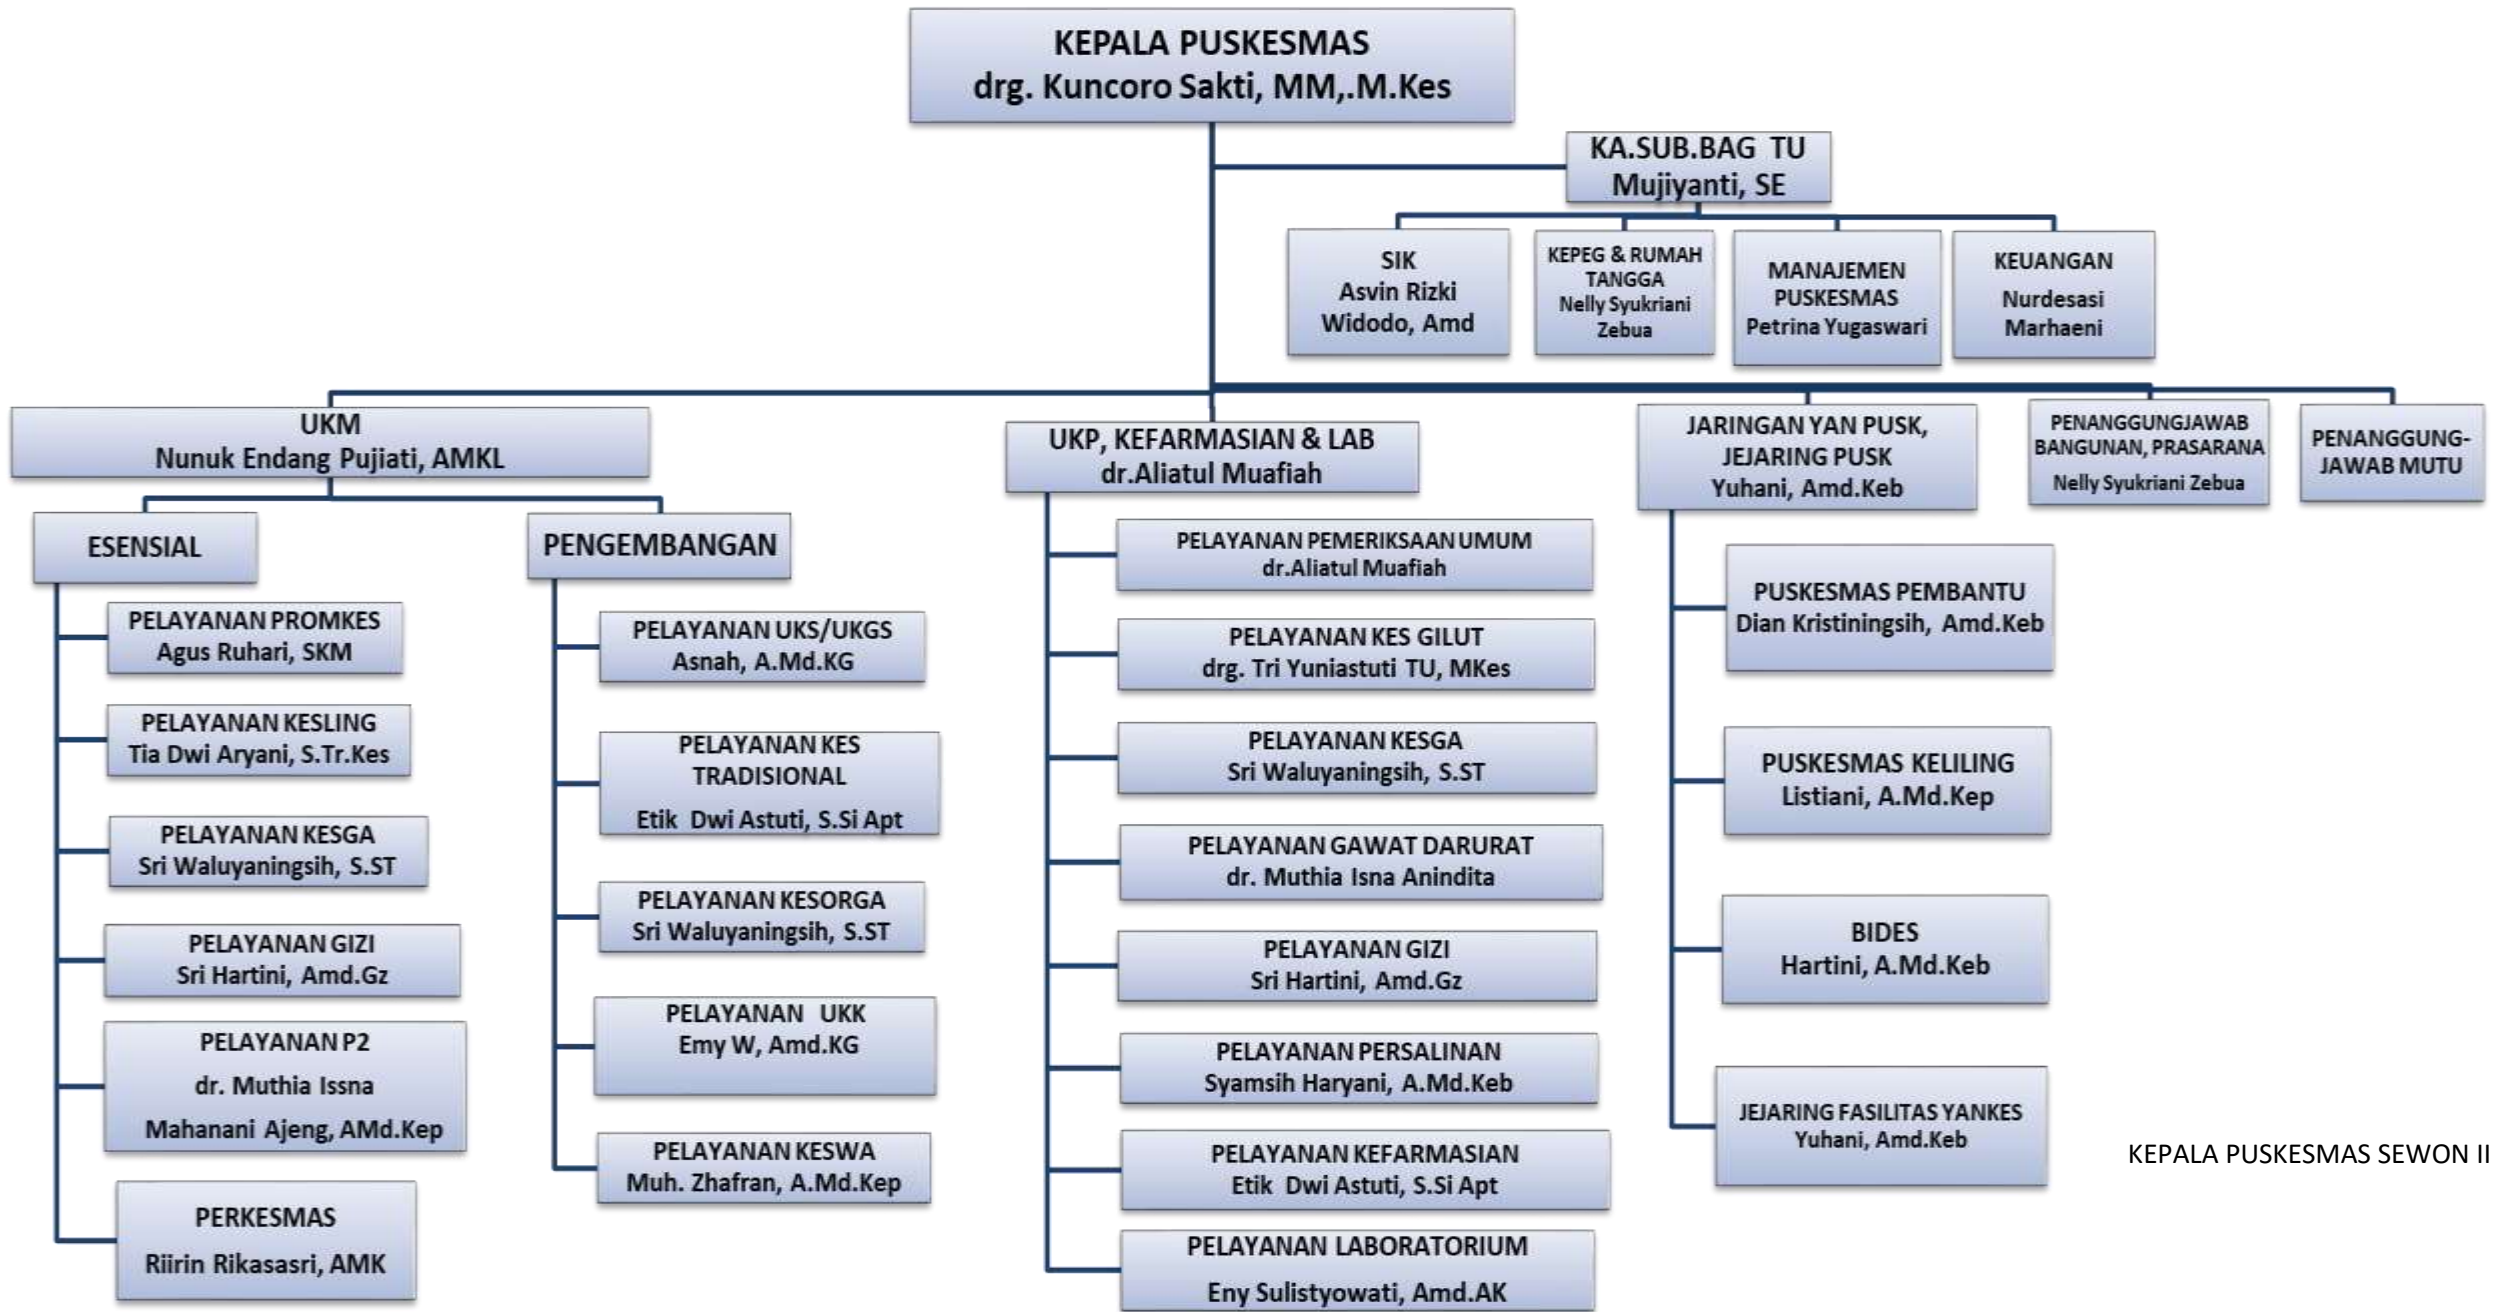 KEPALA PUSKESMAS
drg. Kuncoro Sakti, MM,.M.Kes
KA.SUB.BAG TU
Mujiyanti, SE
SIK
Asvin Rizki
Widodo, Amd
KEPEG & RUMAH
TANGGA
Nelly Syukriani
Zebua
MANAJEMEN
PUSKESMAS
Petrina Yugaswari
KEUANGAN
Nurdesasi
Marhaeni
UKM
Nunuk Endang Pujiati, AMKL
ESENSIAL
PELAYANAN PROMKES
Agus Ruhari, SKM
PELAYANAN KESLING
Tia Dwi Aryani, S.Tr.Kes
PELAYANAN KESGA
Sri Waluyaningsih, S.ST
PELAYANAN GIZI
Sri Hartini, Amd.Gz
PELAYANAN P2
dr. Muthia Issna
Mahanani Ajeng, AMd.Kep
PERKESMAS
Riirin Rikasasri, AMK
PENGEMBANGAN
PELAYANAN UKS/UKGS
Asnah, A.Md.KG
PELAYANAN KES
TRADISIONAL
Etik Dwi Astuti, S.Si Apt
PELAYANAN KESORGA
Sri Waluyaningsih, S.ST
PELAYANAN UKK
Emy W, Amd.KG
PELAYANAN KESWA
Muh. Zhafran, A.Md.Kep
UKP, KEFARMASIAN & LAB
dr.Aliatul Muafiah
PELAYANAN PEMERIKSAAN UMUM
dr.Aliatul Muafiah
PELAYANAN KES GILUT
drg. Tri Yuniastuti TU, MKes
PELAYANAN KESGA
Sri Waluyaningsih, S.ST
PELAYANAN GAWAT DARURAT
dr. Muthia Isna Anindita
PELAYANAN GIZI
Sri Hartini, Amd.Gz
PELAYANAN PERSALINAN
Syamsih Haryani, A.Md.Keb
PELAYANAN KEFARMASIAN
Etik Dwi Astuti, S.Si Apt
PELAYANAN LABORATORIUM
Eny Sulistyowati, Amd.AK
JARINGAN YAN PUSK,
JEJARING PUSK
Yuhani, Amd.Keb
PUSKESMAS PEMBANTU
Dian Kristiningsih, Amd.Keb
PUSKESMAS KELILING
Listiani, A.Md.Kep
BIDES
Hartini, A.Md.Keb
JEJARING FASILITAS YANKES
Yuhani, Amd.Keb
PENANGGUNGJAWAB
BANGUNAN, PRASARANA
Nelly Syukriani Zebua
PENANGGUNG-
JAWAB MUTU
KEPALA PUSKESMAS SEWON II